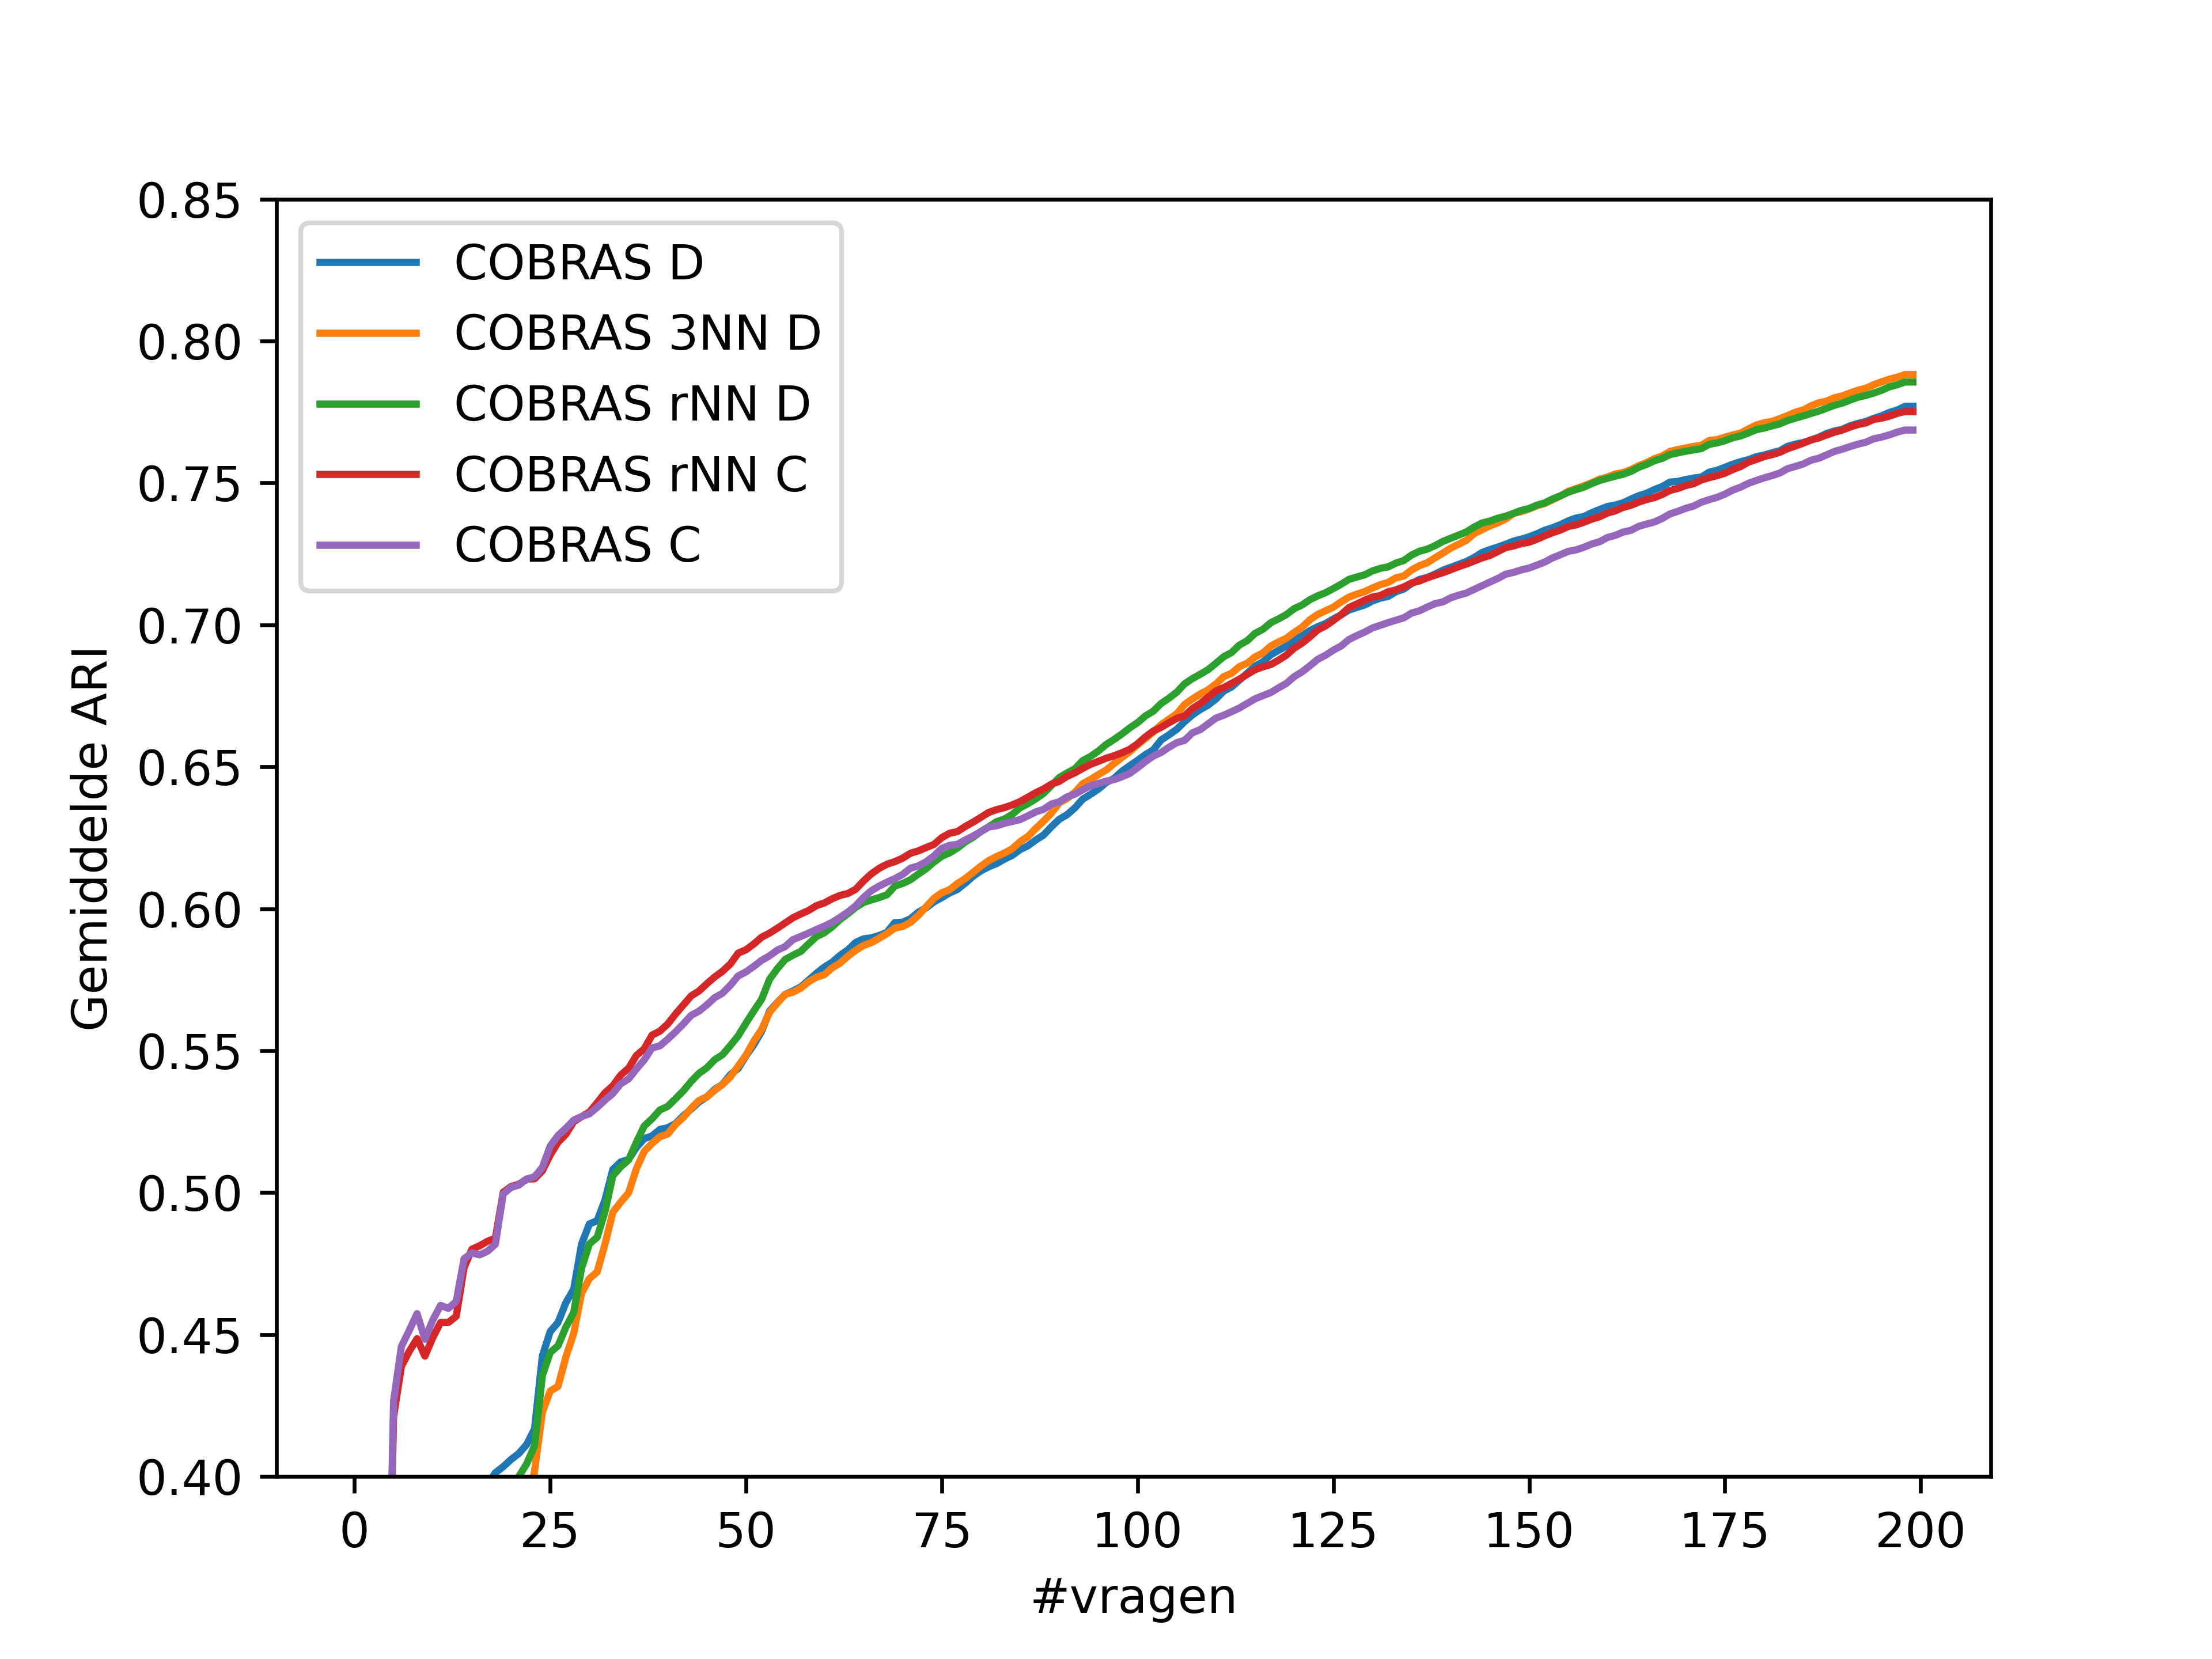 0.85
0.80
0.75
0.70
0.65
0.60
0.55
0.50
0.45
0.40
Gemiddelde ARI
COBRAS D
COBRAS 3NN D
COBRAS rNN D
COBRAS rNN C
COBRAS C
0 25 50 75 100 125 150 175 200
#vragen